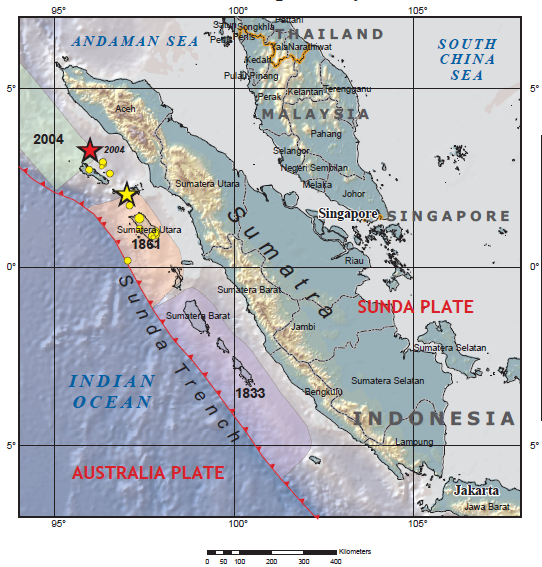 95°
100°
105°
Pattani
Satun
Songkhla
Perlis
Yala
Narathiwat
THAILAND
ANDAMAN SEA
SOUTH
CHINA
SEA
Kedah
Pulau Pinang
5°
5°
Kelantan
Terengganu
Perak
Aceh
MALAYSIA
Pahang
2004
2004
Selangor
Negeri Sembilan
Melaka
Sumatera Utara
Johor
Singapore
SINGAPORE
Sumatera Utara
1861
Riau
0°
0°
Sumatra
Sunda Trench
Sumatera Barat
SUNDA PLATE
Sumatera Barat
Jambi
Sumatera Selatan
INDIAN
OCEAN
1833
Bengkulu
Sumatera Selatan
INDONESIA
Lampung
5°
5°
AUSTRALIA PLATE
Jakarta
Jawa Barat
95°
100°
105°
Kilometers
0 50 100 200 300 400